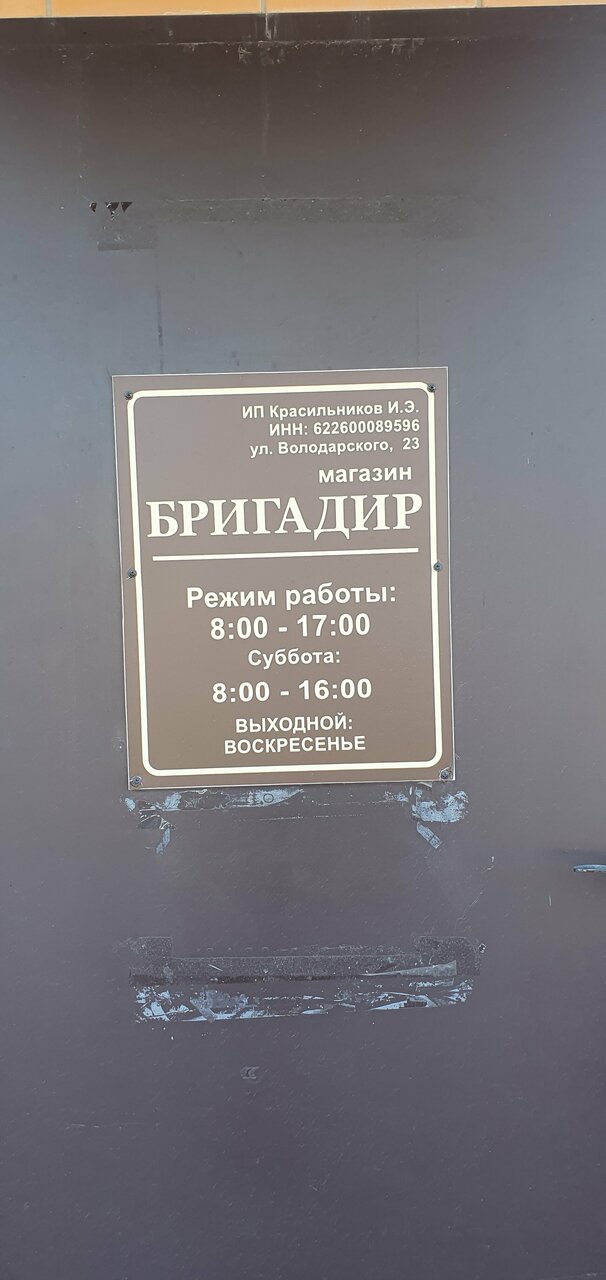 ИП Красильников И.Э.
ИНН: 622600089596
ул. Володарского, 23
магазин
БРИГАДИР
Режим работы:
8:00 - 17:00
Суббота:
8:00 - 16:00
ВЫХОДНОЙ:
ВОСКРЕСЕНЬЕ